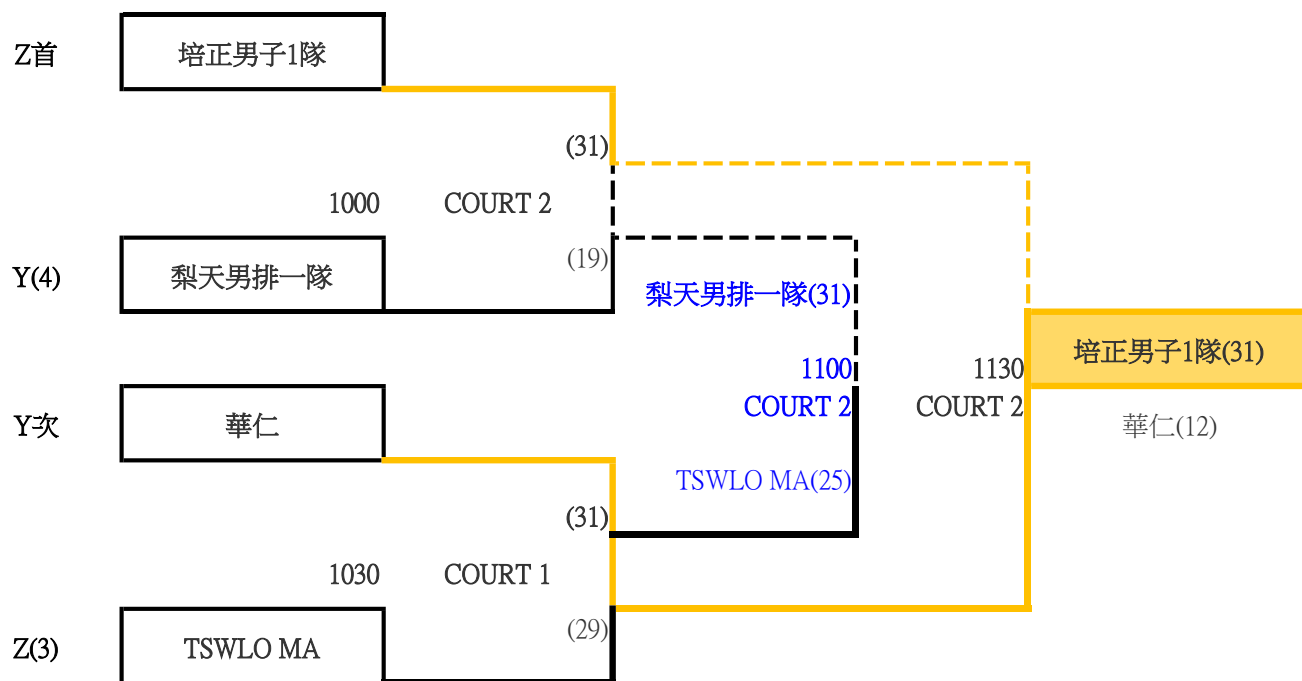 Z首
培正男子1隊
(31)
1000
COURT 2
Y(4)
梨天男排一隊
(19)
梨天男排一隊(31)
1100
COURT 2
TSWLO MA(25)
1130
COURT 2
培正男子1隊(31)
華仁(12)
Y次
華仁
(31)
1030
COURT 1
Z(3)
TSWLO MA
(29)